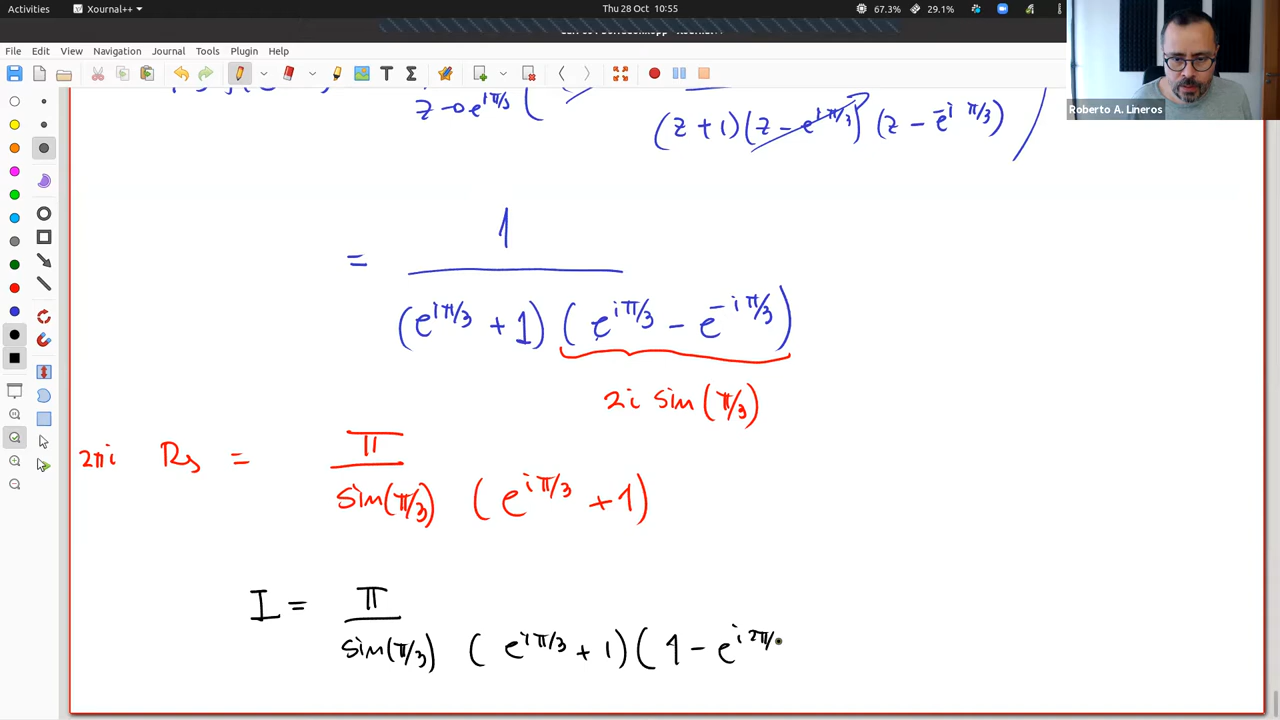 Activities Xournal++ Thu 28 Oct 10:55 67.3% 29.1%
File Edit View Navigation Journal Tools Plugin Help
Roberto A. Lineros
z→e^{iπ/3} (
(z + 1)(z - e^{iπ/3})(z - e^{-iπ/3})
1
=
(e^{iπ/3} + 1)(e^{iπ/3} - e^{-iπ/3})
2i sin(π/3)
2πi Rs = π
sin(π/3) (e^{iπ/3} + 1)
I = π
sin(π/3) (e^{iπ/3} + 1)(1 - e^{i2π/